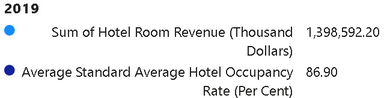 2019
Sum of Hotel Room Revenue (Thousand 1,398,592.20
Dollars)
Average Standard Average Hotel Occupancy 86.90
Rate (Per Cent)